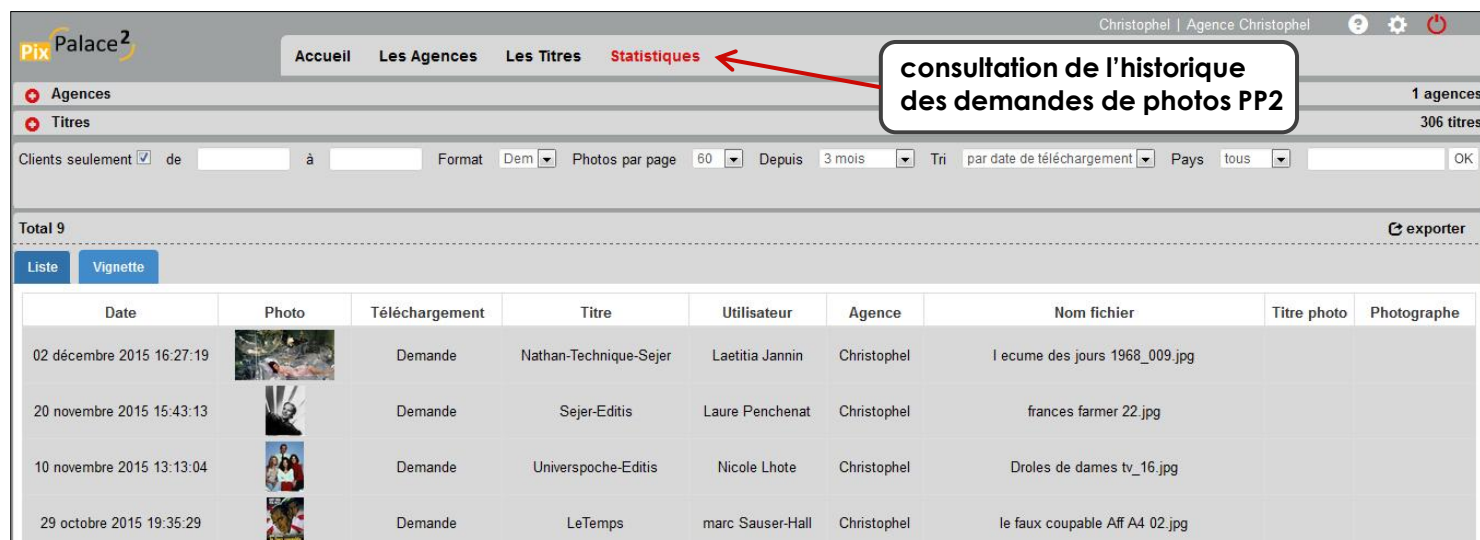 Christophel | Agence Christophel ?
Pix Palace2
Accueil Les Agences Les Titres Statistiques
consultation de l’historique
des demandes de photos PP2
Agences 1 agences
Titres 306 titres
Clients seulement de à Format Dem Photos par page 60 Depuis 3 mois Tri par date de téléchargement Pays tous OK
Total 9 exporter
Liste Vignette
Date Photo Téléchargement Titre Utilisateur Agence Nom fichier Titre photo Photographe
02 décembre 2015 16:27:19 Demande Nathan-Technique-Sejer Laetitia Jannin Christophel l ecume des jours 1968_009.jpg
20 novembre 2015 15:43:13 Demande Sejer-Editis Laure Penchenat Christophel frances farmer 22.jpg
10 novembre 2015 13:13:04 Demande Universpoche-Editis Nicole Lhote Christophel Droles de dames tv_16.jpg
29 octobre 2015 19:35:29 Demande LeTemps marc Sauser-Hall Christophel le faux coupable Aff A4 02.jpg